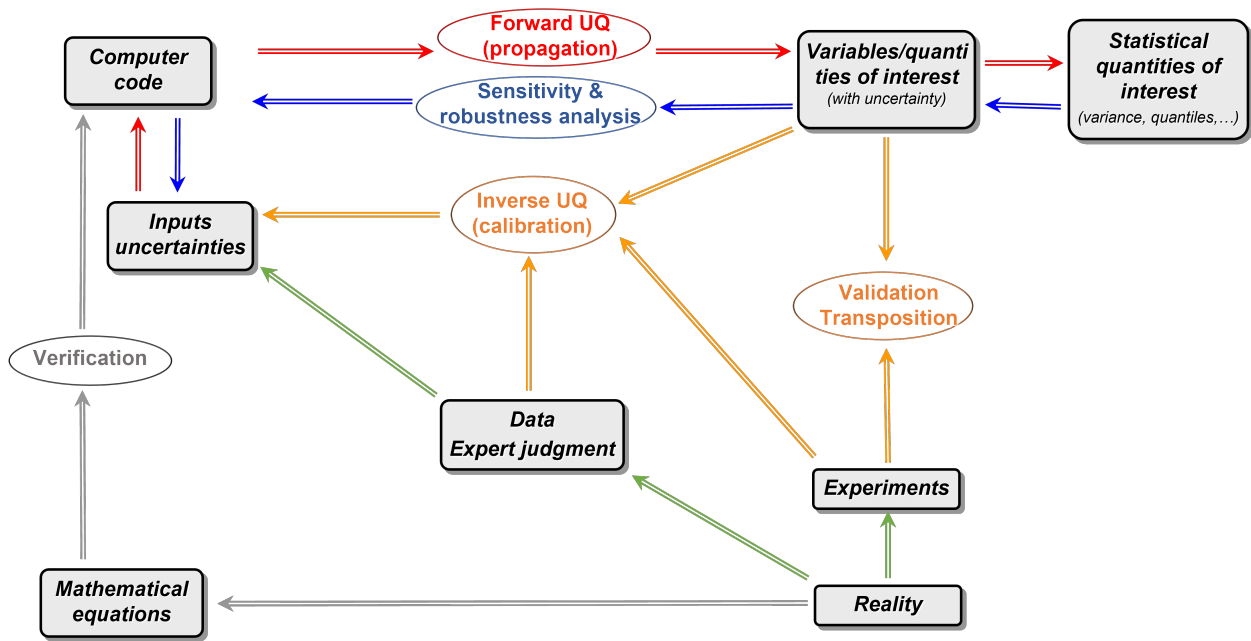 Forward UQ
(propagation)
Computer
code
Variables/quanti
ties of interest
(with uncertainty)
Statistical
quantities of
interest
(variance, quantiles,…)
Sensitivity &
robustness analysis
Inputs
uncertainties
Inverse UQ
(calibration)
Validation
Transposition
Verification
Data
Expert judgment
Experiments
Mathematical
equations
Reality